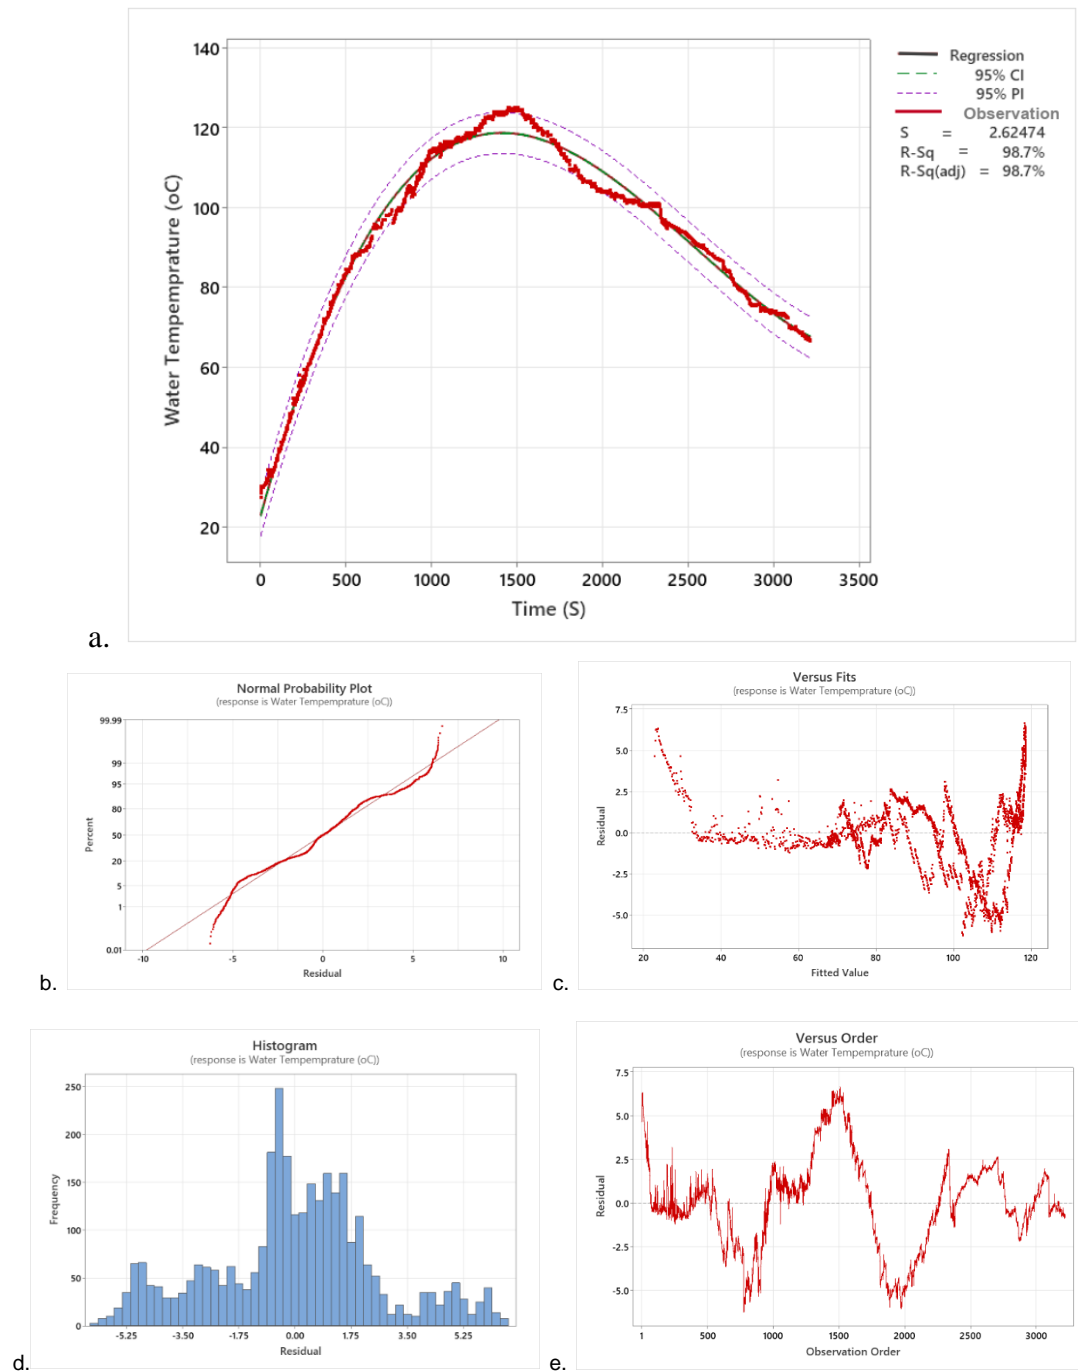 140
120
100
80
60
40
20
0 500 1000 1500 2000 2500 3000 3500
Water Tempemprature (oC)
Time (S)
Regression
95% CI
95% PI
Observation
S = 2.62474
R-Sq = 98.7%
R-Sq(adj) = 98.7%
a.
Normal Probability Plot
(response is Water Tempemprature (oC))
99.99
99
95
80
50
20
5
1
0.01
-10 -5 0 5 10
Percent
Residual
b.
Versus Fits
(response is Water Tempemprature (oC))
7.5
5.0
2.5
0.0
-2.5
-5.0
20 40 60 80 100 120
Residual
Fitted Value
c.
Histogram
(response is Water Tempemprature (oC))
250
200
150
100
50
0
-5.25 -3.50 -1.75 0.00 1.75 3.50 5.25
Frequency
Residual
d.
Versus Order
(response is Water Tempemprature (oC))
7.5
5.0
2.5
0.0
-2.5
-5.0
1 500 1000 1500 2000 2500 3000
Residual
Observation Order
e.